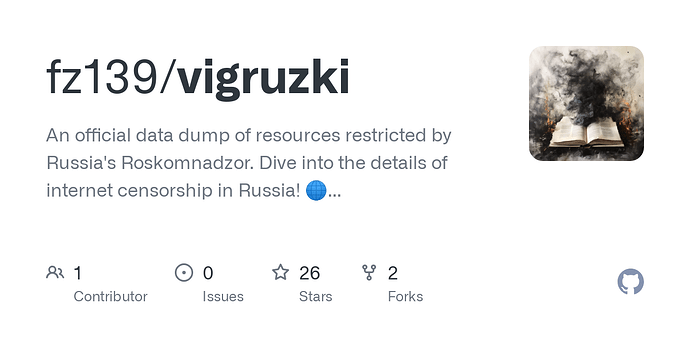 fz139/vigruzki
An official data dump of resources restricted by
Russia's Roskomnadzor. Dive into the details of
internet censorship in Russia! 🌐...
1
Contributor
0
Issues
26
Stars
2
Forks